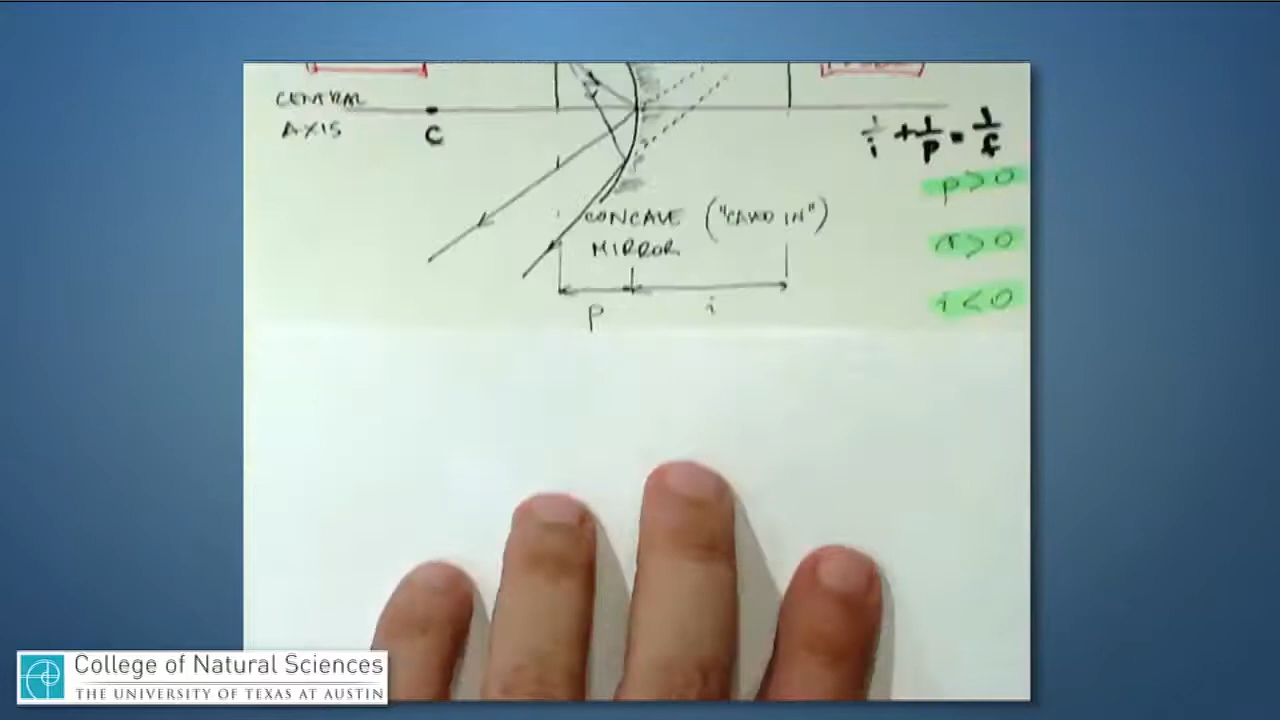 CENTRAL
AXIS
C
1/i + 1/p = 1/f
p > 0
r > 0
i < 0
CONCAVE ("CAVED IN")
MIRROR
p
i
College of Natural Sciences
THE UNIVERSITY OF TEXAS AT AUSTIN